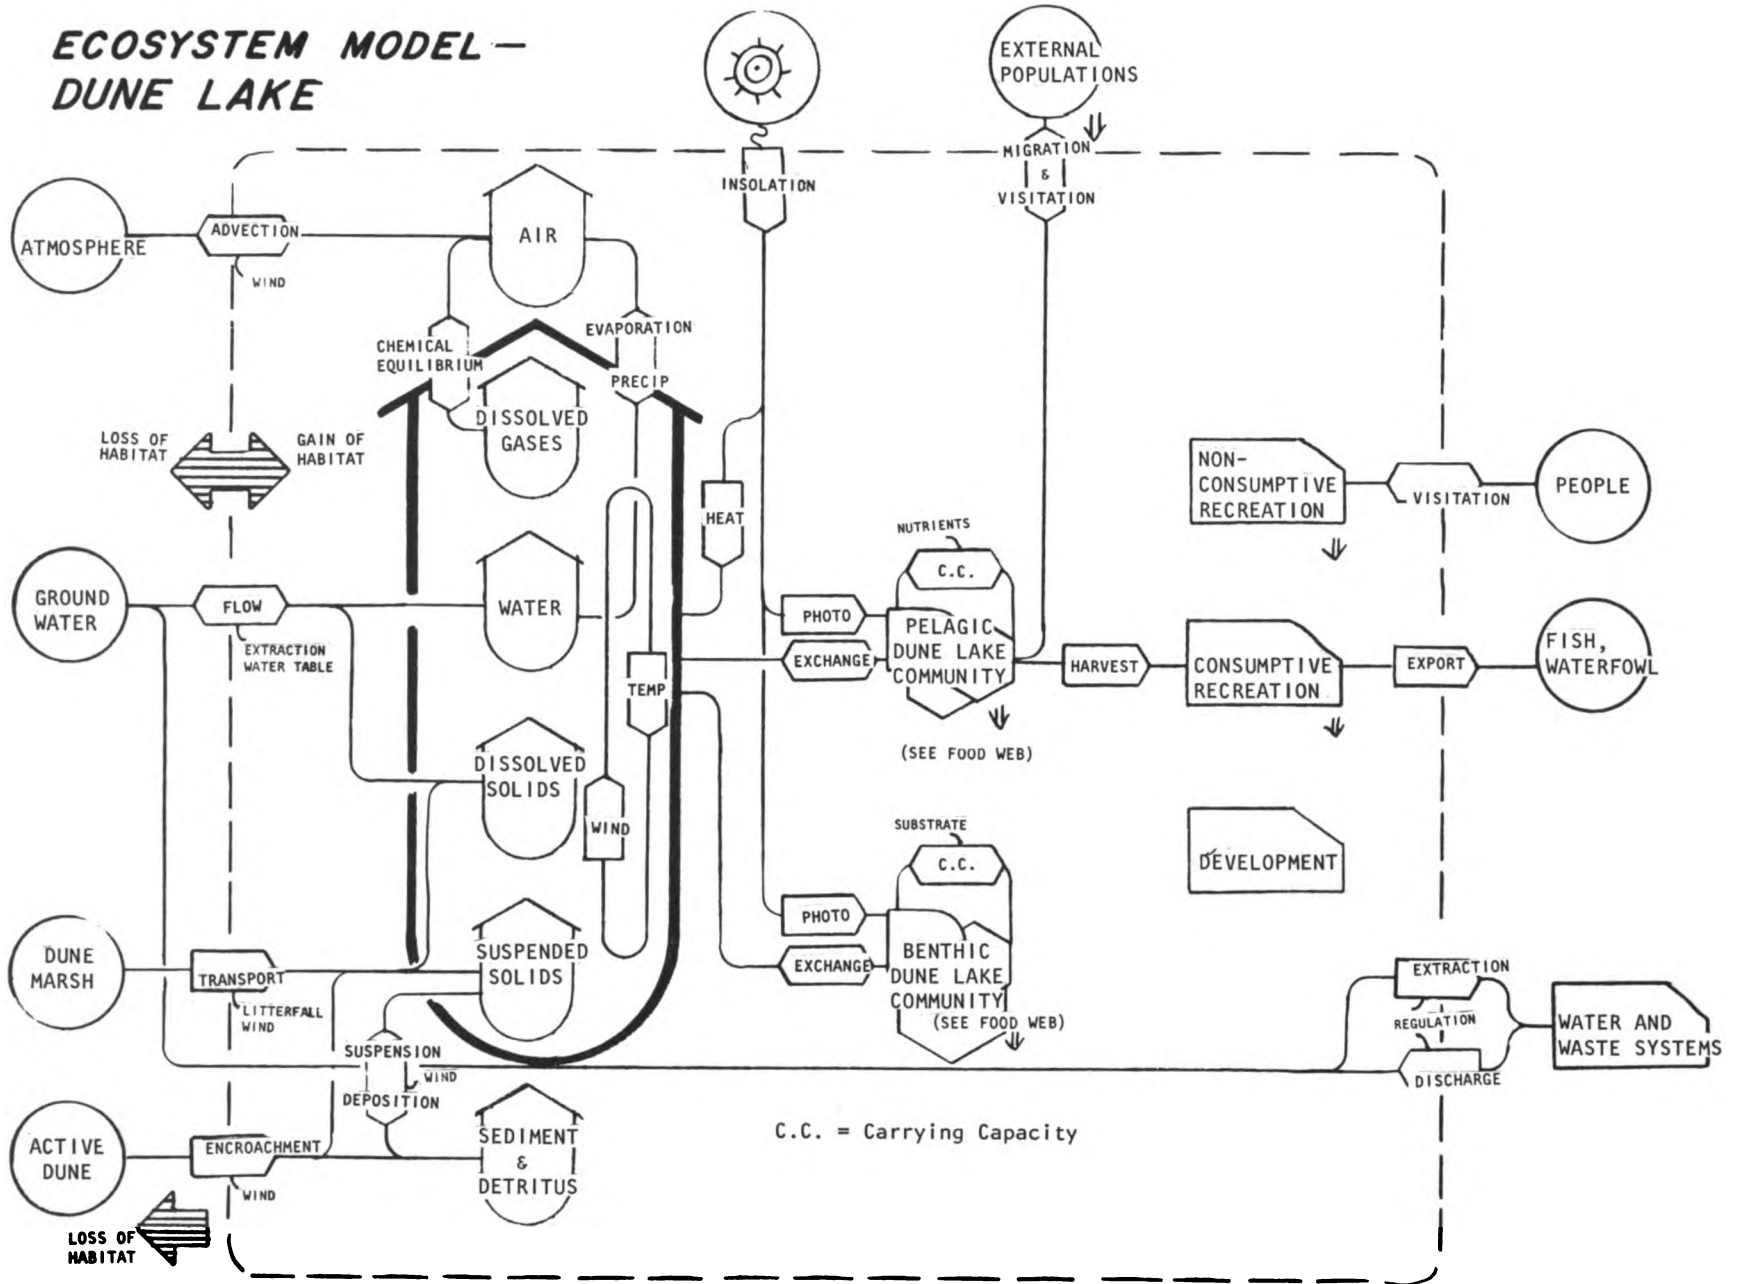 ECOSYSTEM MODEL —
DUNE LAKE
EXTERNAL
POPULATIONS
MIGRATION
&
VISITATION
INSOLATION
ATMOSPHERE
ADVECTION
WIND
AIR
CHEMICAL
EQUILIBRIUM
EVAPORATION
PRECIP
DISSOLVED
GASES
LOSS OF
HABITAT
GAIN OF
HABITAT
HEAT
NON-
CONSUMPTIVE
RECREATION
VISITATION
PEOPLE
GROUND
WATER
FLOW
EXTRACTION
WATER TABLE
WATER
TEMP
NUTRIENTS
C.C.
PHOTO
EXCHANGE
PELAGIC
DUNE LAKE
COMMUNITY
(SEE FOOD WEB)
HARVEST
CONSUMPTIVE
RECREATION
EXPORT
FISH,
WATERFOWL
DISSOLVED
SOLIDS
WIND
SUBSTRATE
C.C.
PHOTO
EXCHANGE
BENTHIC
DUNE LAKE
COMMUNITY
(SEE FOOD WEB)
DEVELOPMENT
DUNE
MARSH
TRANSPORT
LITTERFALL
WIND
SUSPENDED
SOLIDS
SUSPENSION
WIND
DEPOSITION
EXTRACTION
REGULATION
DISCHARGE
WATER AND
WASTE SYSTEMS
ACTIVE
DUNE
ENCROACHMENT
WIND
SEDIMENT
&
DETRITUS
C.C. = Carrying Capacity
LOSS OF
HABITAT